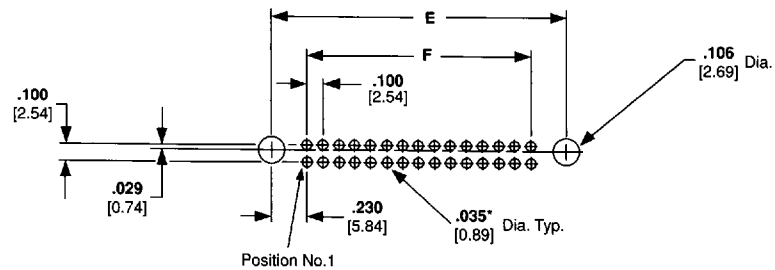 E
F
.106
[2.69] Dia.
.100
[2.54]
.100
[2.54]
.029
[0.74]
.230
[5.84]
.035* Dia. Typ.
[0.89]
Position No.1